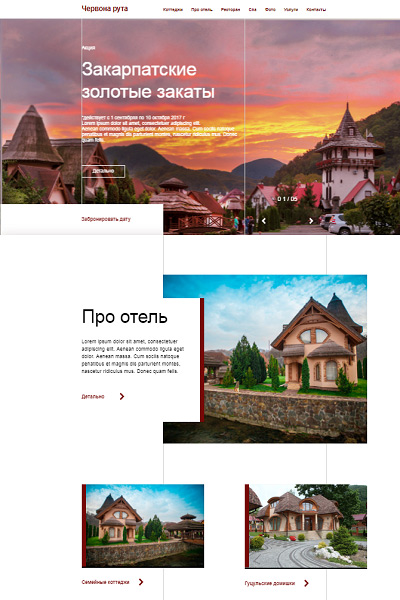 Червона рута
Коттеджи Про отель Ресторан Спа Фото Услуги Контакты
Акция
Закарпатские
золотые закаты
*действует с 1 сентября по 10 октября 2017 г
Lorem ipsum dolor sit amet, consectetuer adipiscing elit.
Aenean commodo ligula eget dolor. Aenean massa. Cum sociis natoque
penatibus et magnis dis parturient montes, nascetur ridiculus mus. Donec
quam felis.
Детально
01/05
Забронировать дату
Про отель
Lorem ipsum dolor sit amet, consectetuer
adipiscing elit. Aenean commodo ligula eget
dolor. Aenean massa. Cum sociis natoque
penatibus et magnis dis parturient montes,
nascetur ridiculus mus. Donec quam felis.
Детально
Семейные коттеджи
Гуцульские домишки